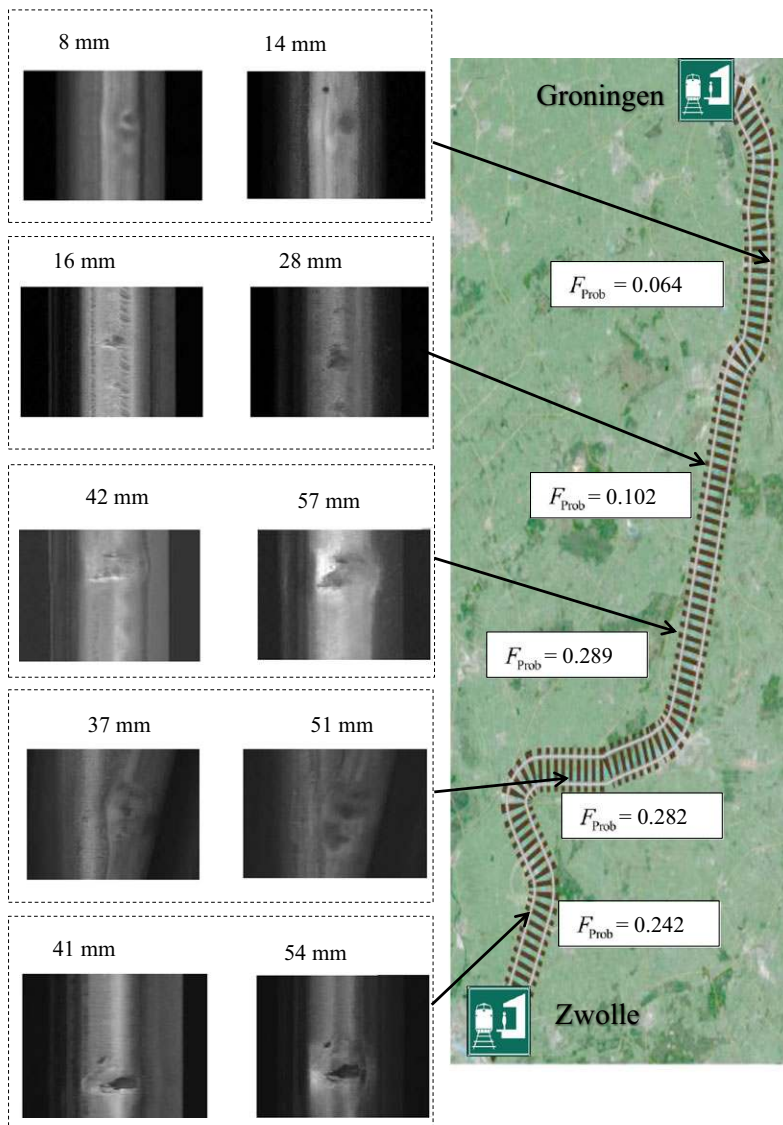 8 mm
14 mm
Groningen
16 mm
28 mm
F_Prob = 0.064
42 mm
57 mm
F_Prob = 0.102
F_Prob = 0.289
37 mm
51 mm
F_Prob = 0.282
41 mm
54 mm
F_Prob = 0.242
Zwolle